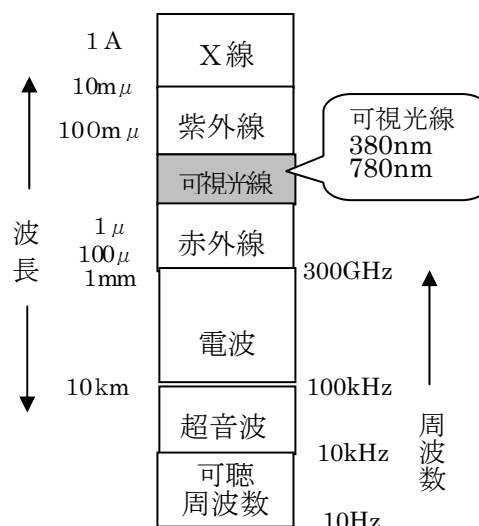 1A
X線
10mμ
紫外線
100mμ
可視光線
380nm
780nm
可視光線
1μ
赤外線
100μ
1mm
300GHz
波長
電波
10km
100kHz
超音波
周波数
10kHz
可聴
周波数
10Hz